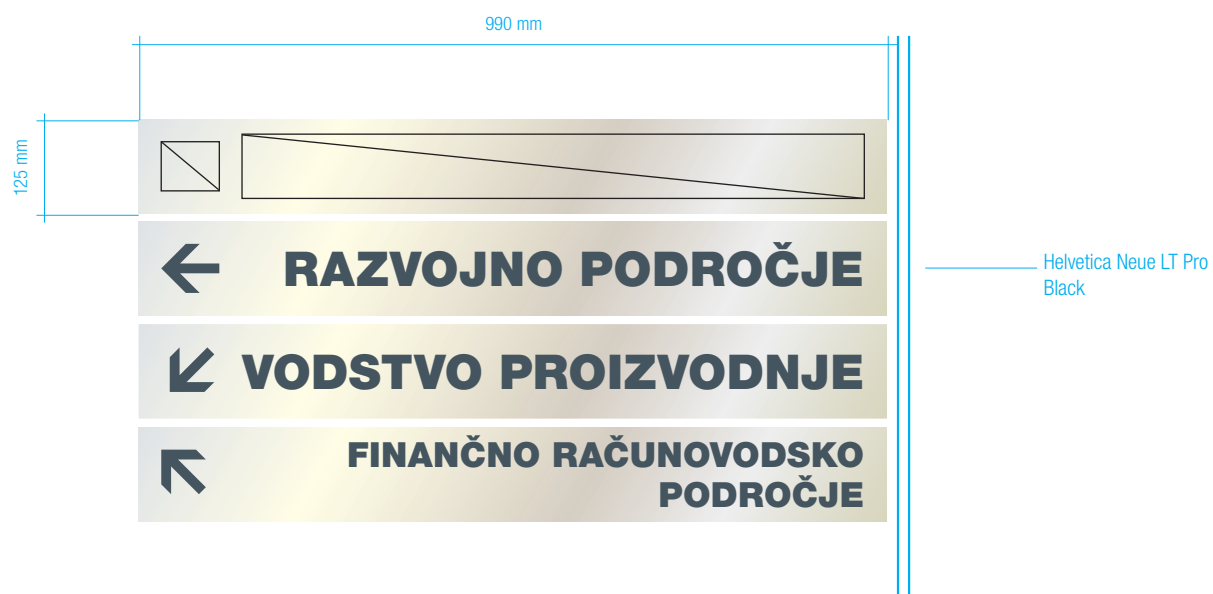 990 mm
125 mm
RAZVOJNO PODROČJE
Helvetica Neue LT Pro
Black
VODSTVO PROIZVODNJE
FINANČNO RAČUNOVODSKO
PODROČJE